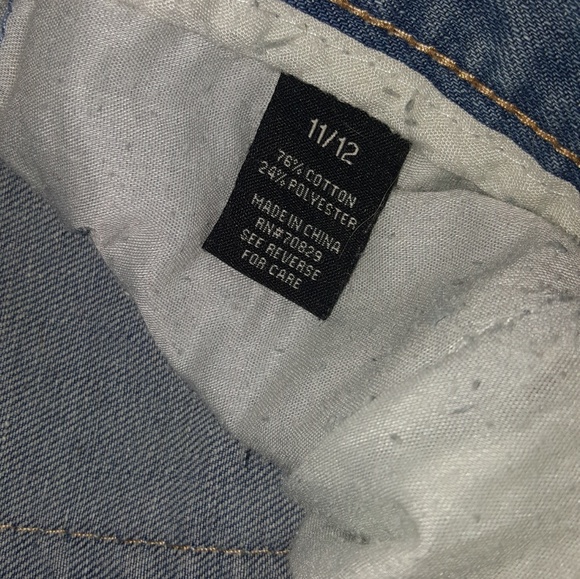 11/12
76% COTTON
24% POLYESTER
MADE IN CHINA
RN#70829
SEE REVERSE
FOR CARE